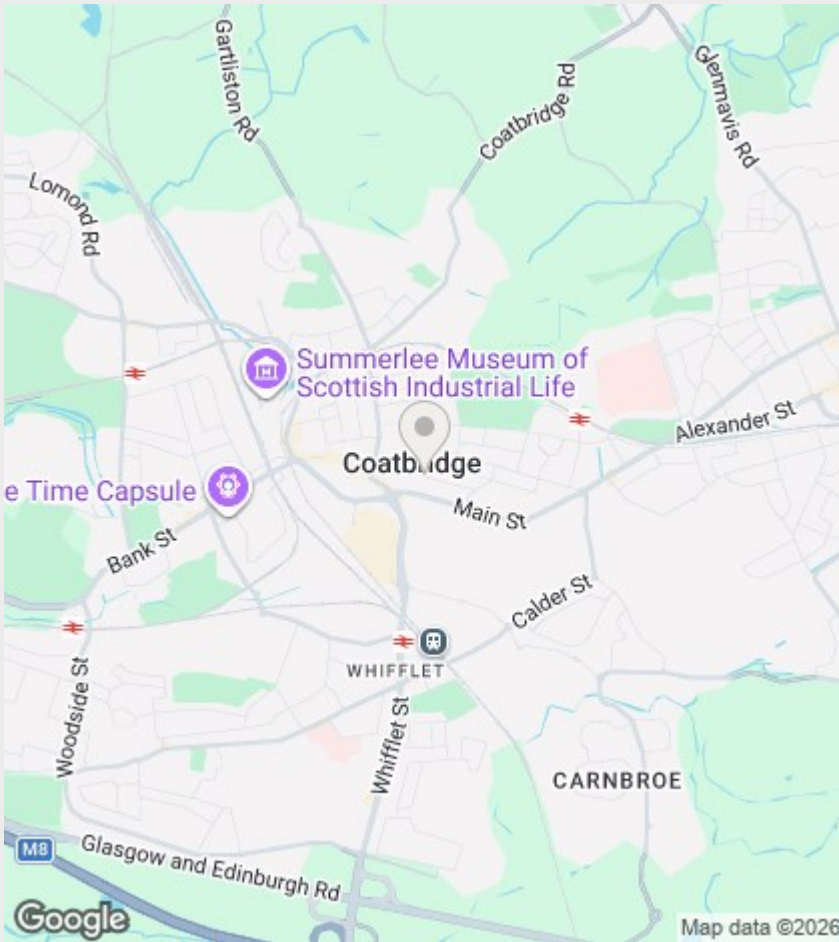 Gartliston Rd
Coatbridge Rd
Glenmavis Rd
Lomond Rd
Summerlee Museum of
Scottish Industrial Life
Alexander St
Coatbridge
e Time Capsule
Main St
Bank St
Calder St
WHIFFLET
Woodside St
Whifflet St
CARNBROE
M8
Glasgow and Edinburgh Rd
Google
Map data ©2026